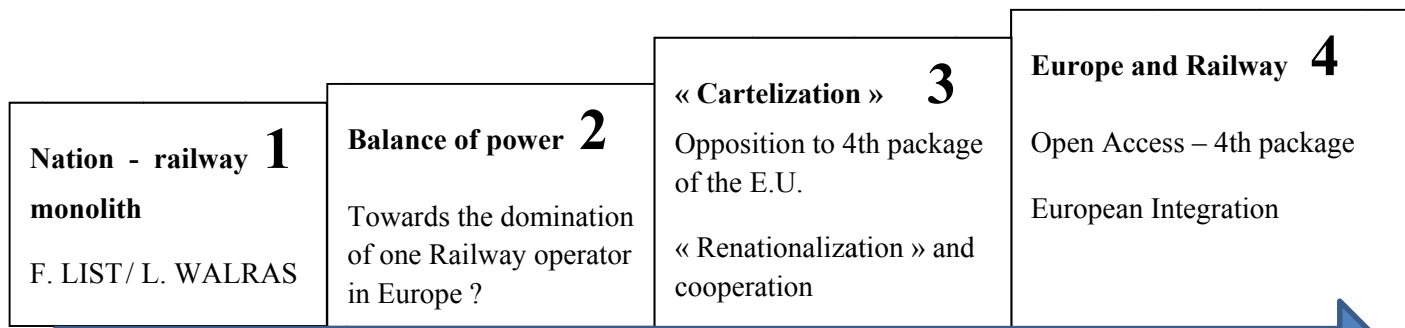 Nation - railway 1
monolith
F. LIST / L. WALRAS
Balance of power 2
Towards the domination
of one Railway operator
in Europe ?
« Cartelization » 3
Opposition to 4th package
of the E.U.
« Renationalization » and
cooperation
Europe and Railway 4
Open Access – 4th package
European Integration